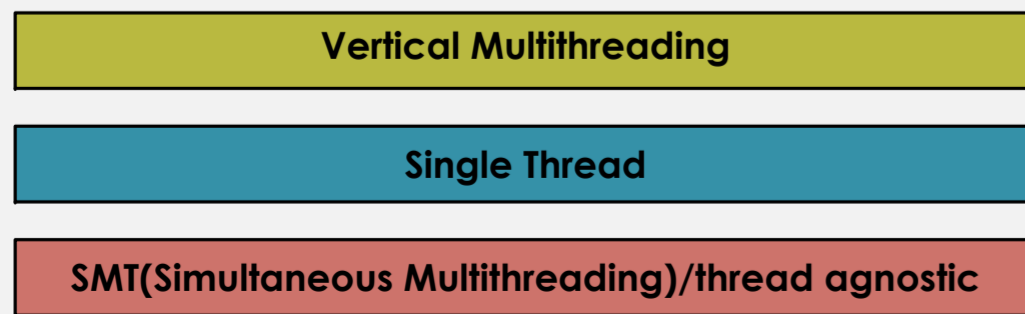 Vertical Multithreading
Single Thread
SMT(Simultaneous Multithreading)/thread agnostic